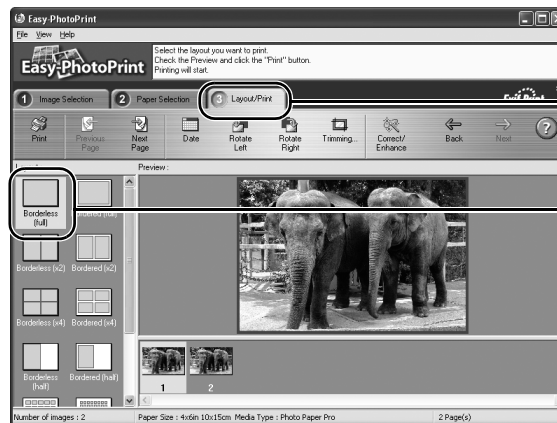 Easy-PhotoPrint
File View Help
Easy-PhotoPrint
Select the layout you want to print.
Check the Preview and click the "Print" button.
Printing will start.
1 Image Selection
2 Paper Selection
3 Layout/Print
Exif Print
Print
Previous Page
Next Page
Date
Rotate Left
Rotate Right
Trimming...
Correct/ Enhance
Back
Next
?
Preview :
Borderless (full)
Bordered (full)
Borderless (x2)
Bordered (x2)
Borderless (x4)
Bordered (x4)
Borderless (half)
Bordered (half)
1
2
Number of images : 2
Paper Size : 4x6in 10x15cm Media Type : Photo Paper Pro
2 Page(s)